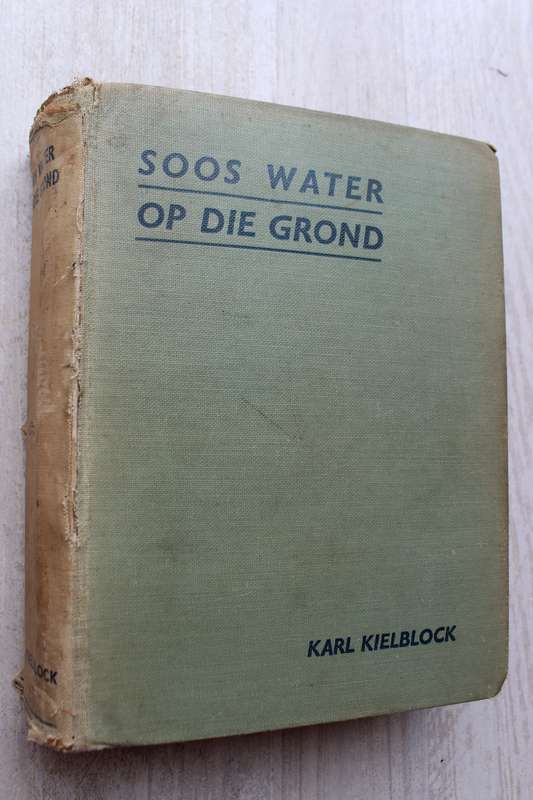 SOOS WATER
OP DIE GROND
KARL KIELBLOCK